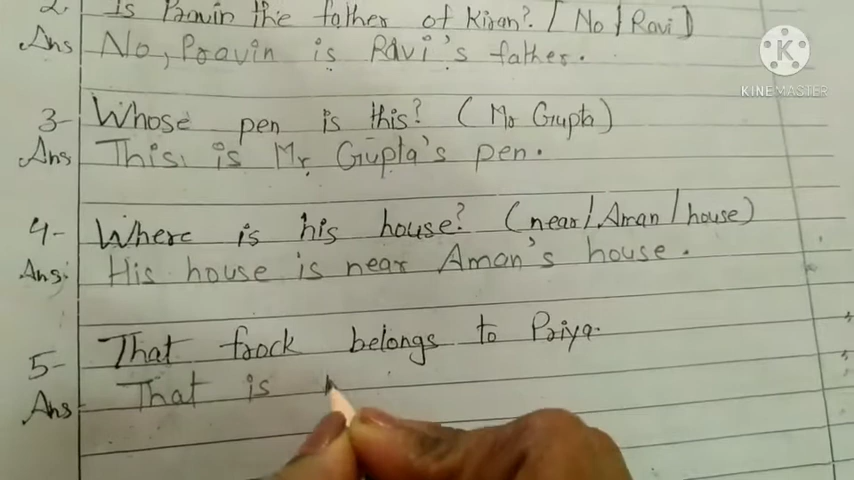 2. Is Pravin the father of Kiran? [No / Ravi]
Ans No, Pravin is Ravi's father.
3- Whose pen is this? (Mr Gupta)
Ans This is Mr Gupta's pen.
4- Where is his house? (near / Aman / house)
Ans: His house is near Aman's house.
5- That frock belongs to Priya.
Ans That is
KINEMASTER